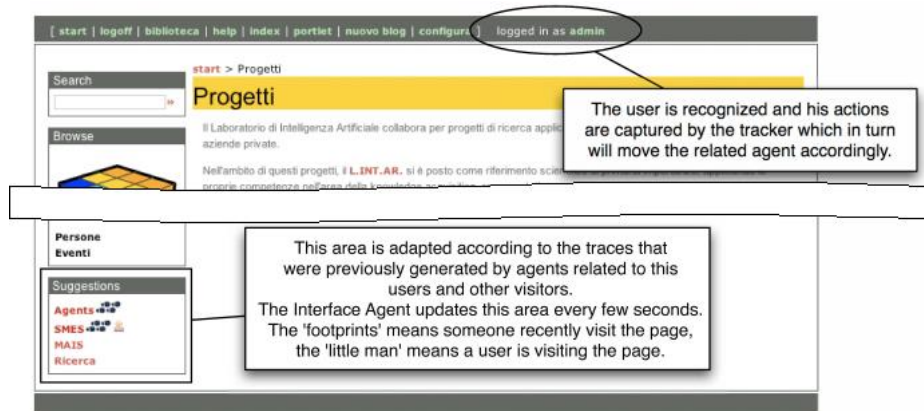 [ start | logoff | biblioteca | help | index | portlet | nuovo blog | configura ] logged in as admin
start > Progetti
Search
Progetti
»
The user is recognized and his actions
are captured by the tracker which in turn
will move the related agent accordingly.
Il Laboratorio di Intelligenza Artificiale collabora per progetti di ricerca
aziende private.
Browse
Nell'ambito di questi progetti, il L.INT.AR. si è posto come riferimento
proprie competenze nell'area della knowledge acquisition
Persone
Eventi
This area is adapted according to the traces that
were previously generated by agents related to this
users and other visitors.
The Interface Agent updates this area every few seconds.
The 'footprints' means someone recently visit the page,
the 'little man' means a user is visiting the page.
Suggestions
Agents
SMES
MAIS
Ricerca